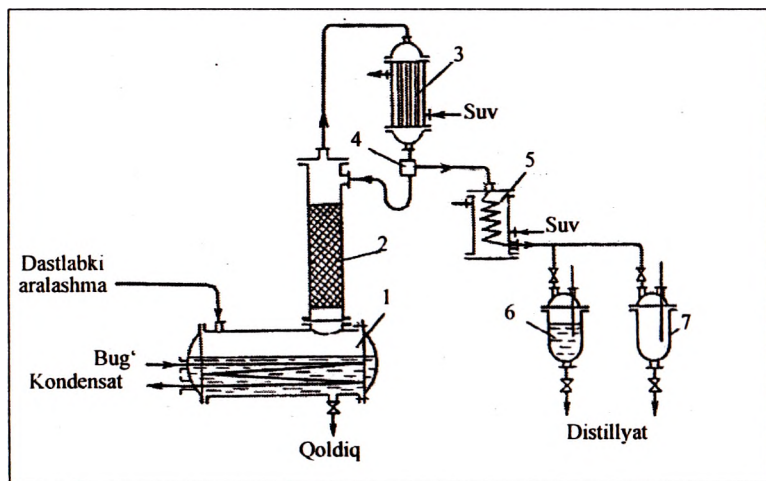 3
Suv
4
5
Suv
2
Dastlabki
aralashma
1
6
7
Bug‘
Kondensat
Qoldiq
Distillyat